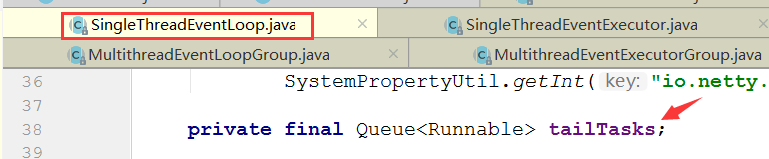 SingleThreadEventLoop.java
SingleThreadEventExecutor.java
MultithreadEventLoopGroup.java
MultithreadEventExecutorGroup.java
36 SystemPropertyUtil.getInt( key: "io.netty.
37
38 private final Queue<Runnable> tailTasks;
39